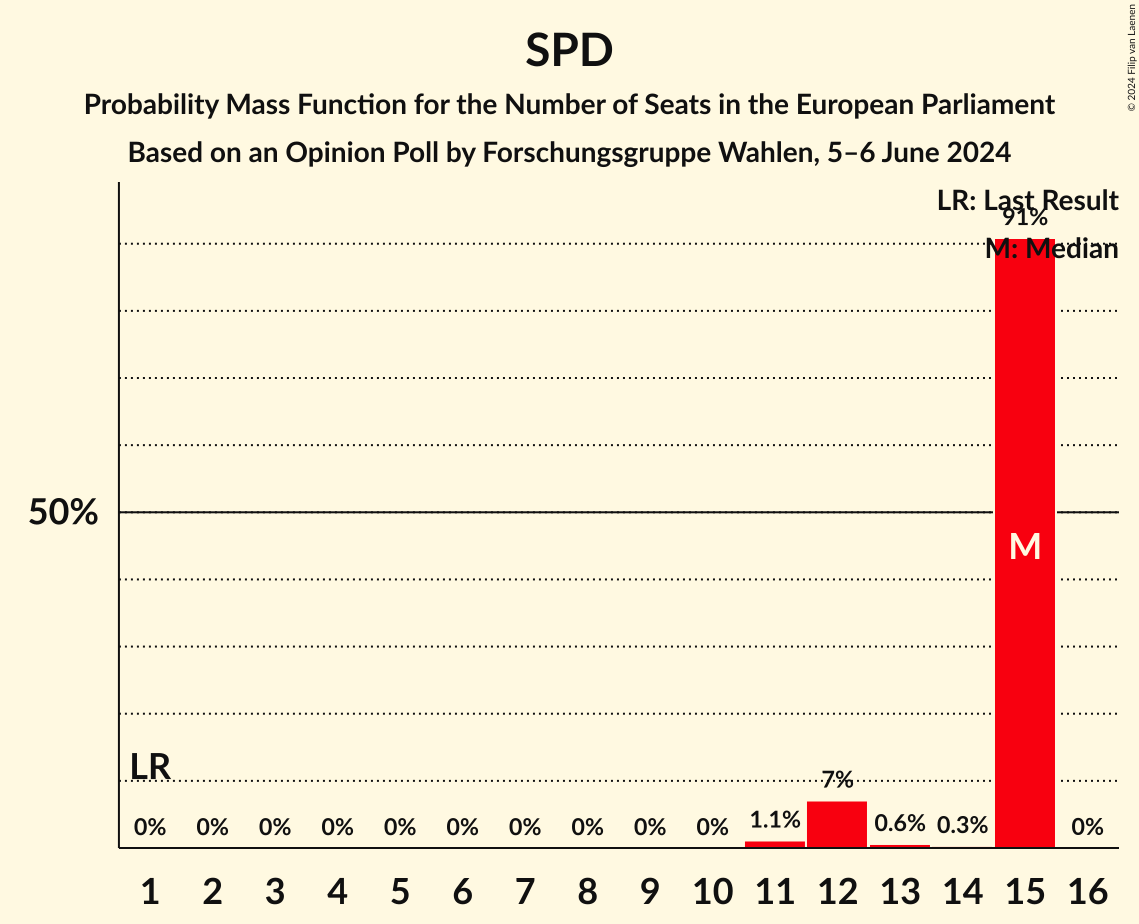 SPD
Probability Mass Function for the Number of Seats in the European Parliament
Based on an Opinion Poll by Forschungsgruppe Wahlen, 5–6 June 2024
© 2024 Filip van Laenen
LR: Last Result
91%
M: Median
50%
M
LR
7%
0% 0% 0% 0% 0% 0% 0% 0% 0% 0% 1.1% 0.6% 0.3% 0%
1 2 3 4 5 6 7 8 9 10 11 12 13 14 15 16